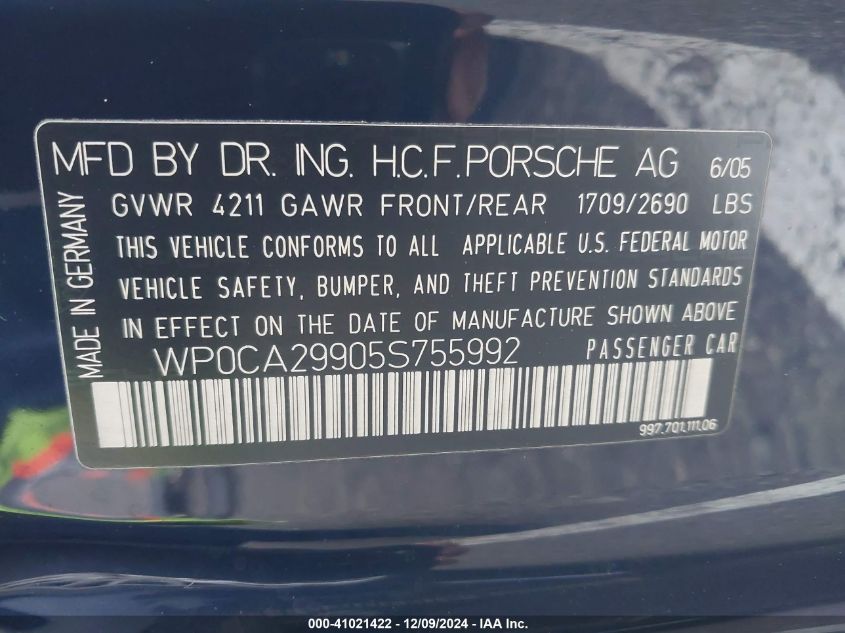 MFD BY DR. ING. H.C.F. PORSCHE AG 6/05
GVWR 4211 GAWR FRONT/REAR 1709/2690 LBS
THIS VEHICLE CONFORMS TO ALL APPLICABLE U.S. FEDERAL MOTOR
VEHICLE SAFETY, BUMPER, AND THEFT PREVENTION STANDARDS
IN EFFECT ON THE DATE OF MANUFACTURE SHOWN ABOVE
WP0CA29905S755992 PASSENGER CAR
997.701.111.06
MADE IN GERMANY
000-41021422 - 12/09/2024 - IAA Inc.